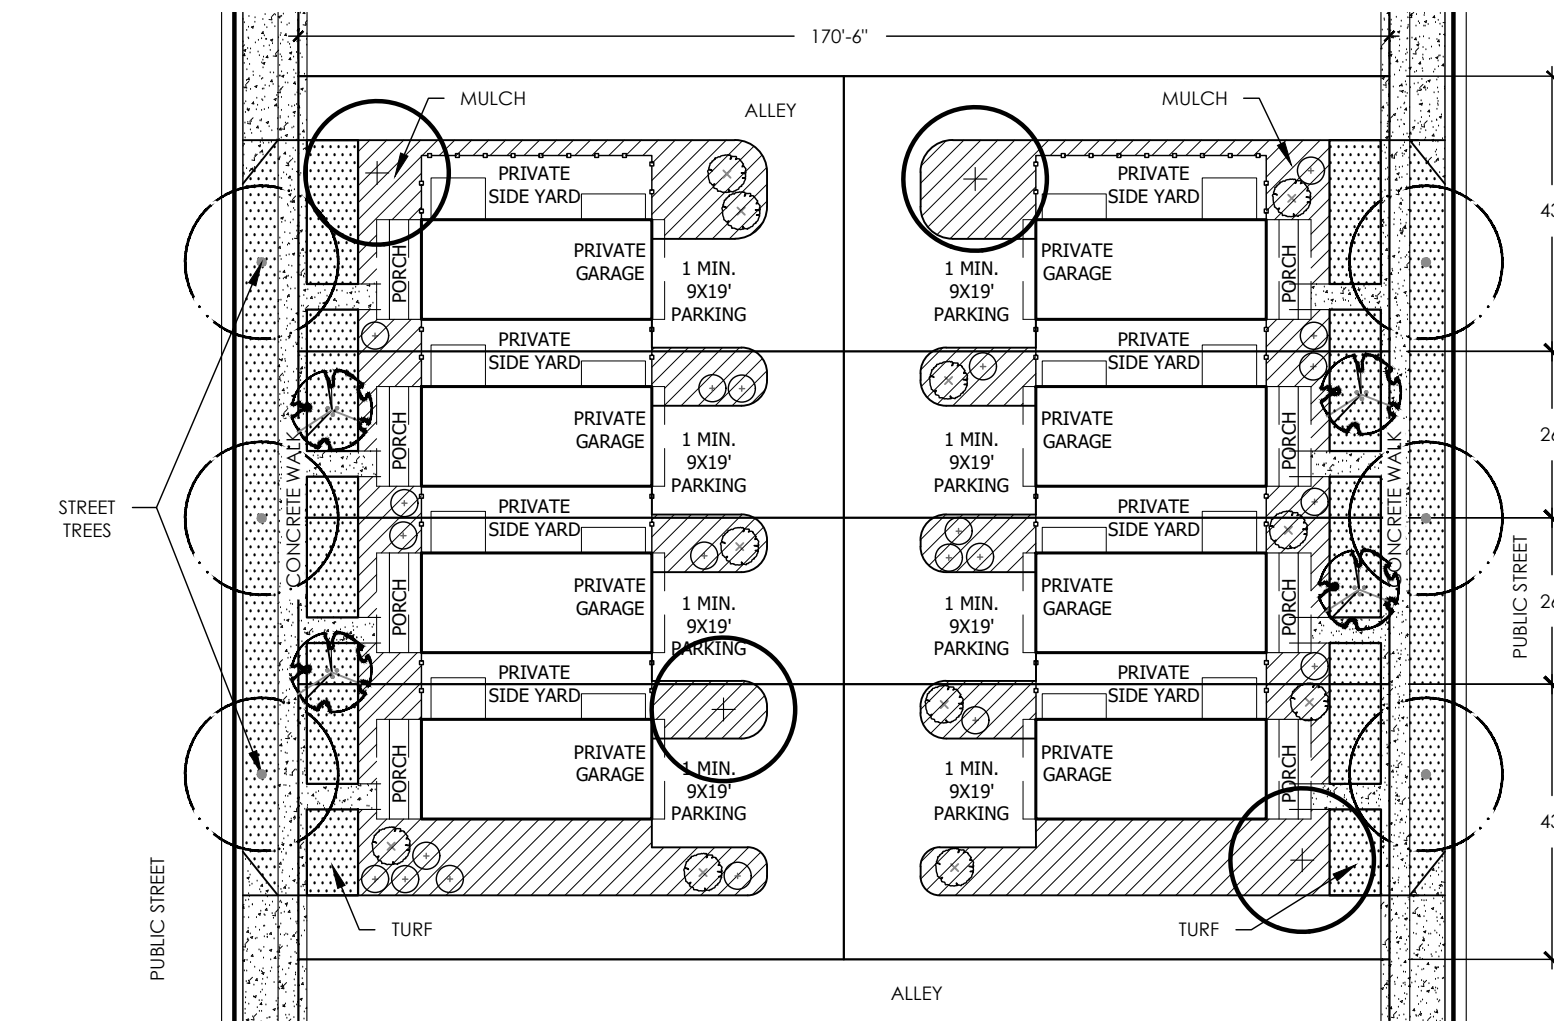 170'-6"
MULCH
ALLEY
MULCH
PRIVATE
SIDE YARD
PRIVATE
SIDE YARD
43
PORCH
PRIVATE
GARAGE
1 MIN.
9X19'
PARKING
1 MIN.
9X19'
PARKING
PRIVATE
GARAGE
PORCH
PRIVATE
SIDE YARD
PRIVATE
SIDE YARD
PORCH
PRIVATE
GARAGE
1 MIN.
9X19'
PARKING
1 MIN.
9X19'
PARKING
PRIVATE
GARAGE
PORCH
26
CONCRETE WALK
CONCRETE WALK
STREET
TREES
PRIVATE
SIDE YARD
PRIVATE
SIDE YARD
PORCH
PRIVATE
GARAGE
1 MIN.
9X19'
PARKING
1 MIN.
9X19'
PARKING
PRIVATE
GARAGE
PORCH
PUBLIC STREET
26
PRIVATE
SIDE YARD
PRIVATE
SIDE YARD
PORCH
PRIVATE
GARAGE
1 MIN.
9X19'
PARKING
1 MIN.
9X19'
PARKING
PRIVATE
GARAGE
PORCH
43
PUBLIC STREET
TURF
TURF
ALLEY